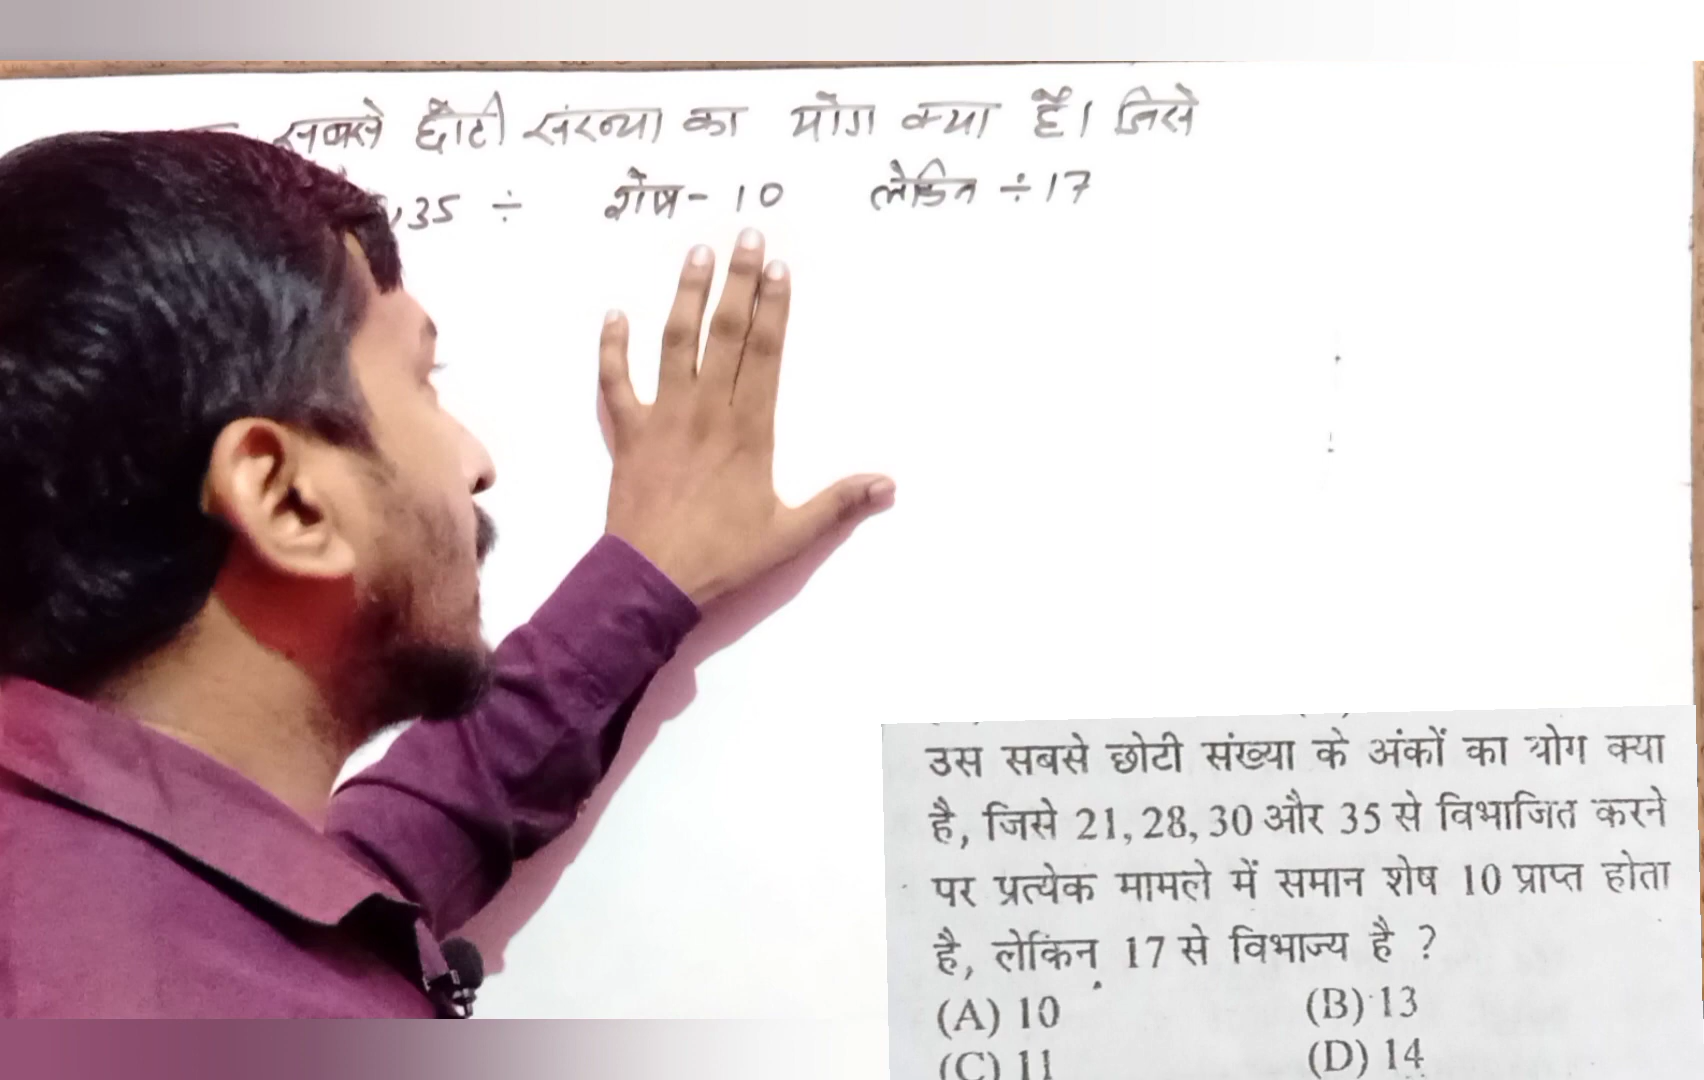 सबसे छोटी संख्या का योग क्या है। जिसे
,35 ÷ शेष- 10 लेकिन ÷ 17
उस सबसे छोटी संख्या के अंकों का योग क्या
है, जिसे 21, 28, 30 और 35 से विभाजित करने
पर प्रत्येक मामले में समान शेष 10 प्राप्त होता
है, लेकिन 17 से विभाज्य है ?
(A) 10 (B) 13
(C) 11 (D) 14